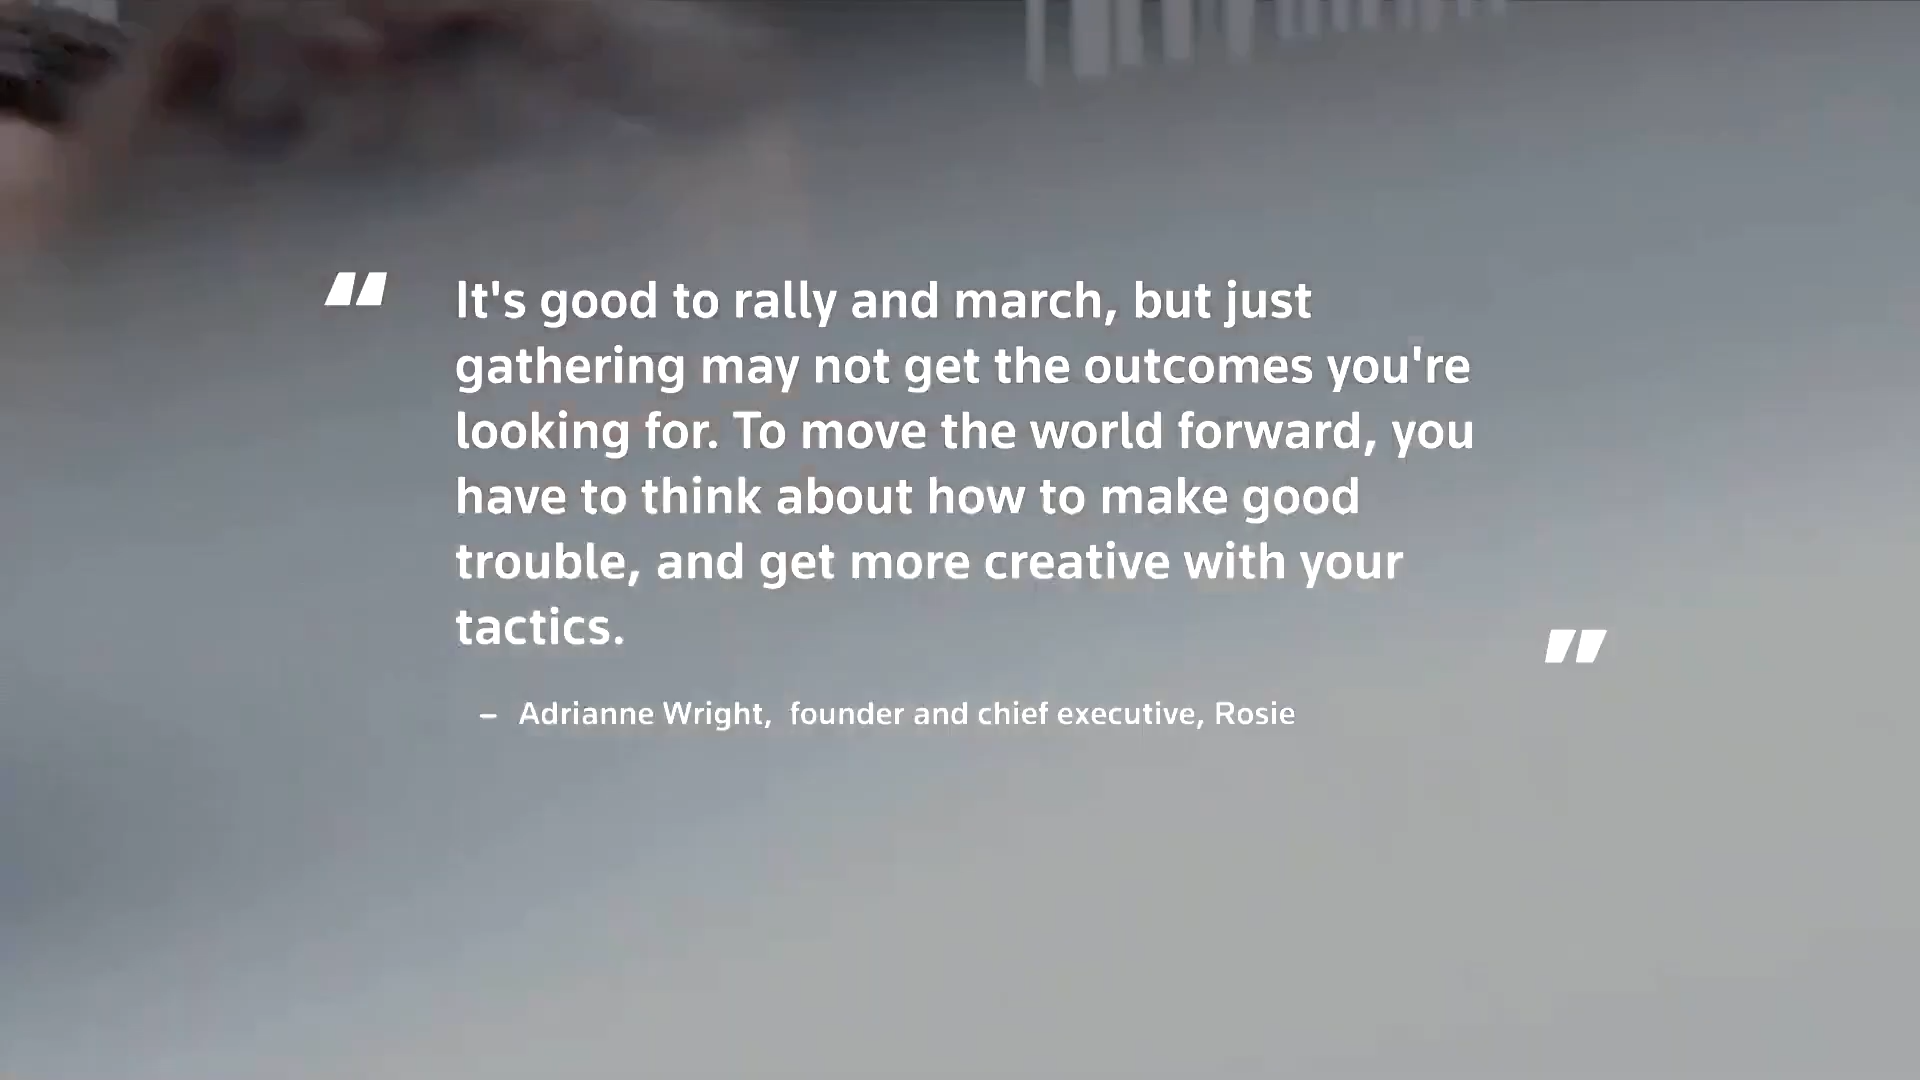 “ It's good to rally and march, but just
gathering may not get the outcomes you're
looking for. To move the world forward, you
have to think about how to make good
trouble, and get more creative with your
tactics. ”
– Adrianne Wright, founder and chief executive, Rosie